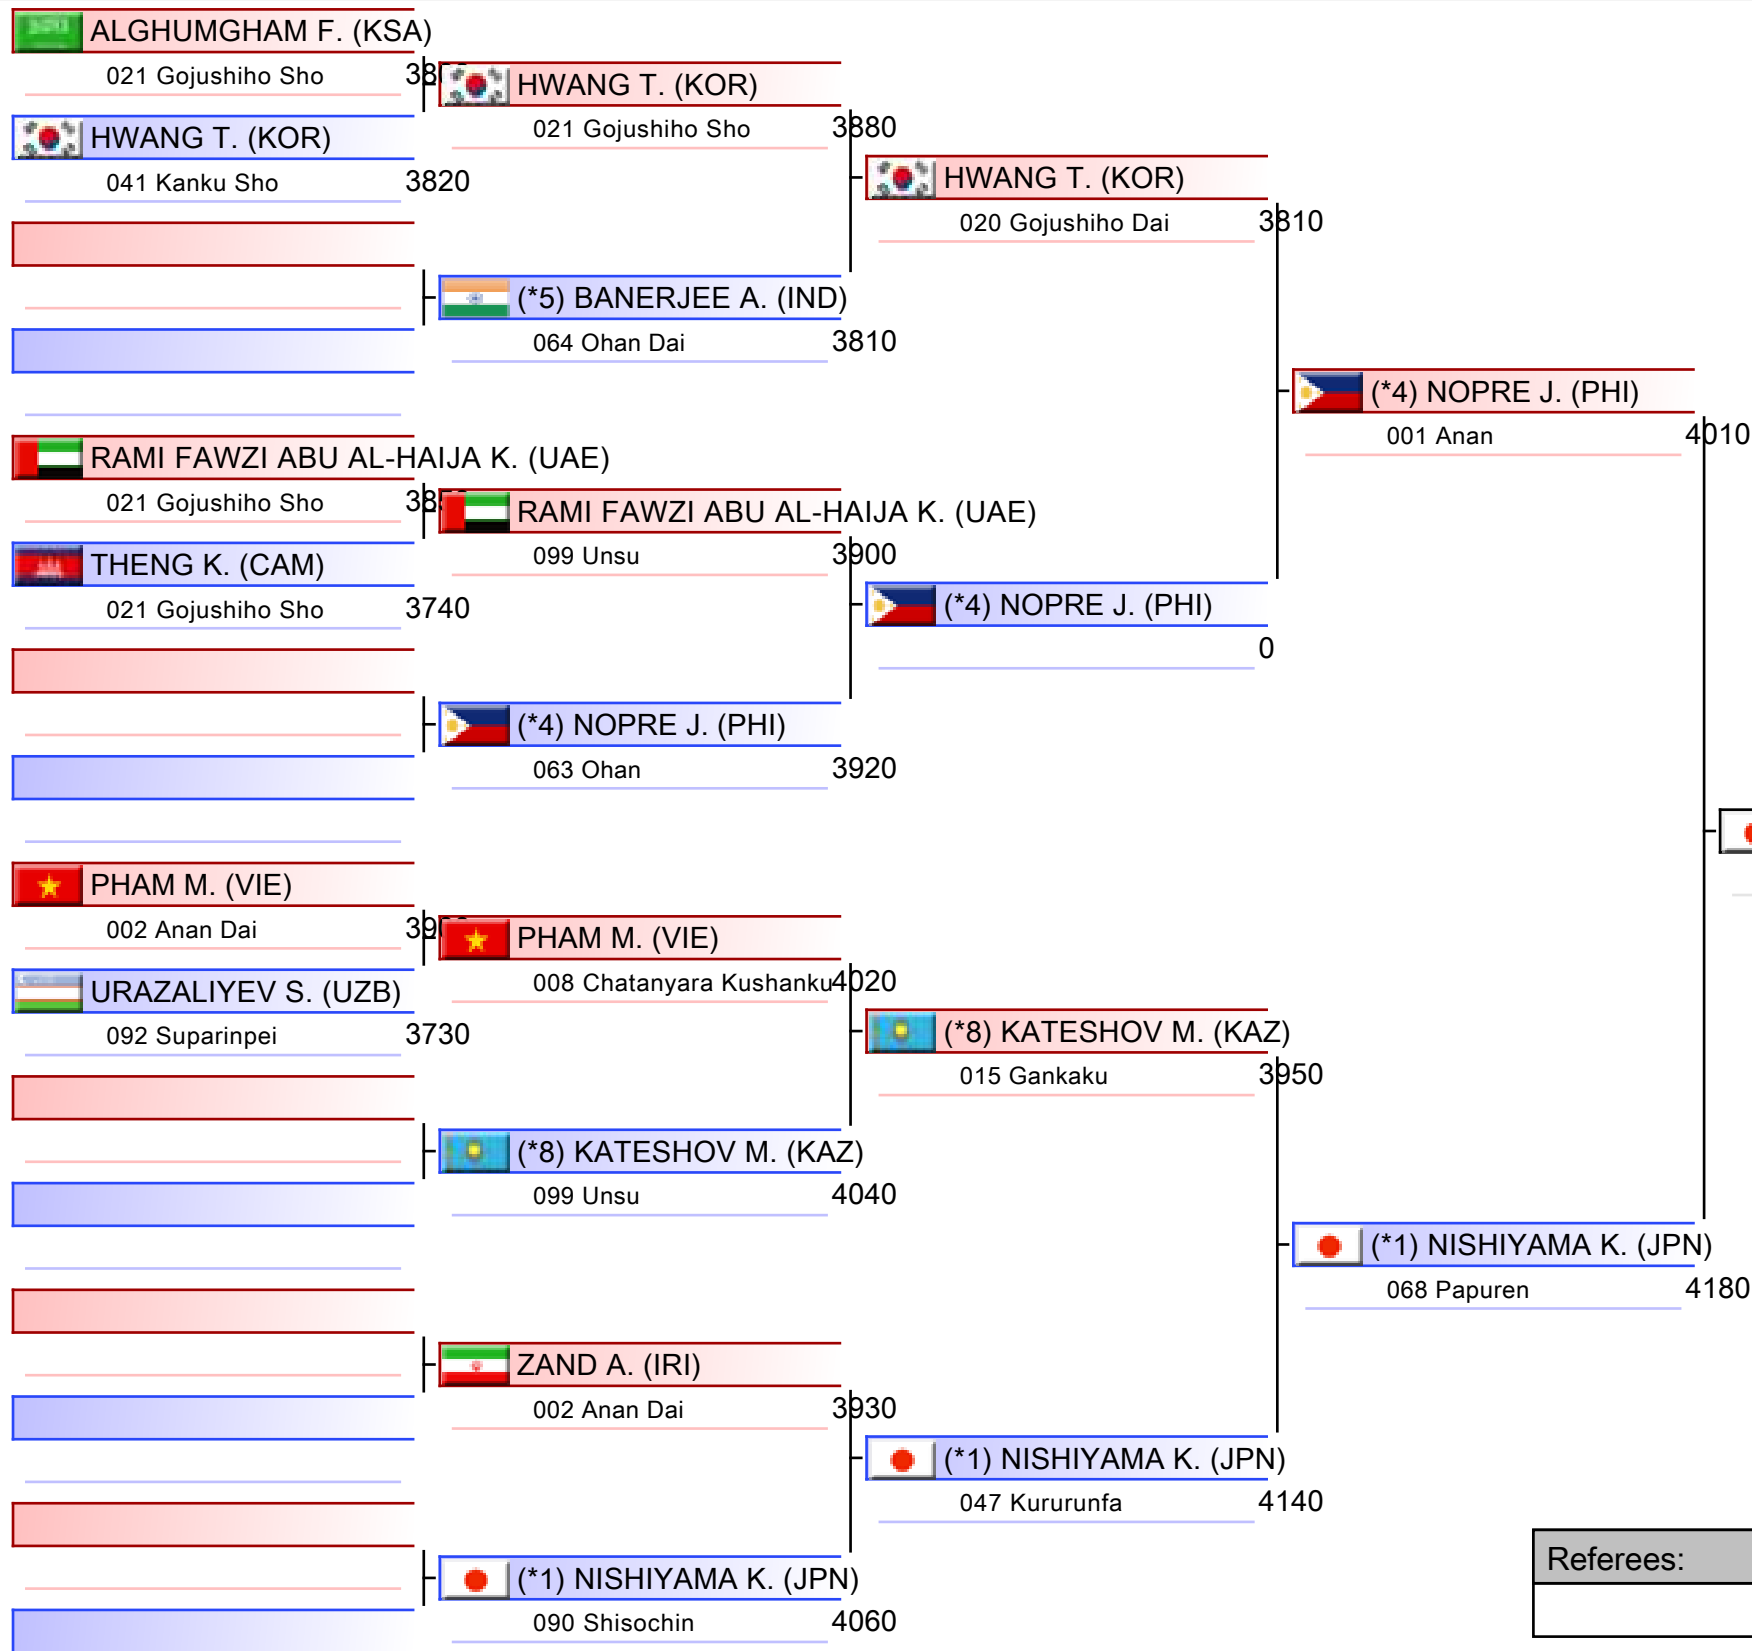 ALGHUMGHAM F. (KSA)
021 Gojushiho Sho
HWANG T. (KOR)
021 Gojushiho Sho 3880
HWANG T. (KOR)
041 Kanku Sho 3820
HWANG T. (KOR)
020 Gojushiho Dai 3810
(*5) BANERJEE A. (IND)
064 Ohan Dai 3810
(*4) NOPRE J. (PHI)
001 Anan 4010
RAMI FAWZI ABU AL-HAIJA K. (UAE)
021 Gojushiho Sho
RAMI FAWZI ABU AL-HAIJA K. (UAE)
099 Unsu 3900
THENG K. (CAM)
021 Gojushiho Sho 3740
(*4) NOPRE J. (PHI)
0
(*4) NOPRE J. (PHI)
063 Ohan 3920
PHAM M. (VIE)
002 Anan Dai
PHAM M. (VIE)
008 Chatanyara Kushanku 4020
URAZALIYEV S. (UZB)
092 Suparinpei 3730
(*8) KATESHOV M. (KAZ)
015 Gankaku 3950
(*8) KATESHOV M. (KAZ)
099 Unsu 4040
(*1) NISHIYAMA K. (JPN)
068 Papuren 4180
ZAND A. (IRI)
002 Anan Dai 3930
(*1) NISHIYAMA K. (JPN)
047 Kururunfa 4140
(*1) NISHIYAMA K. (JPN)
090 Shisochin 4060
Referees: